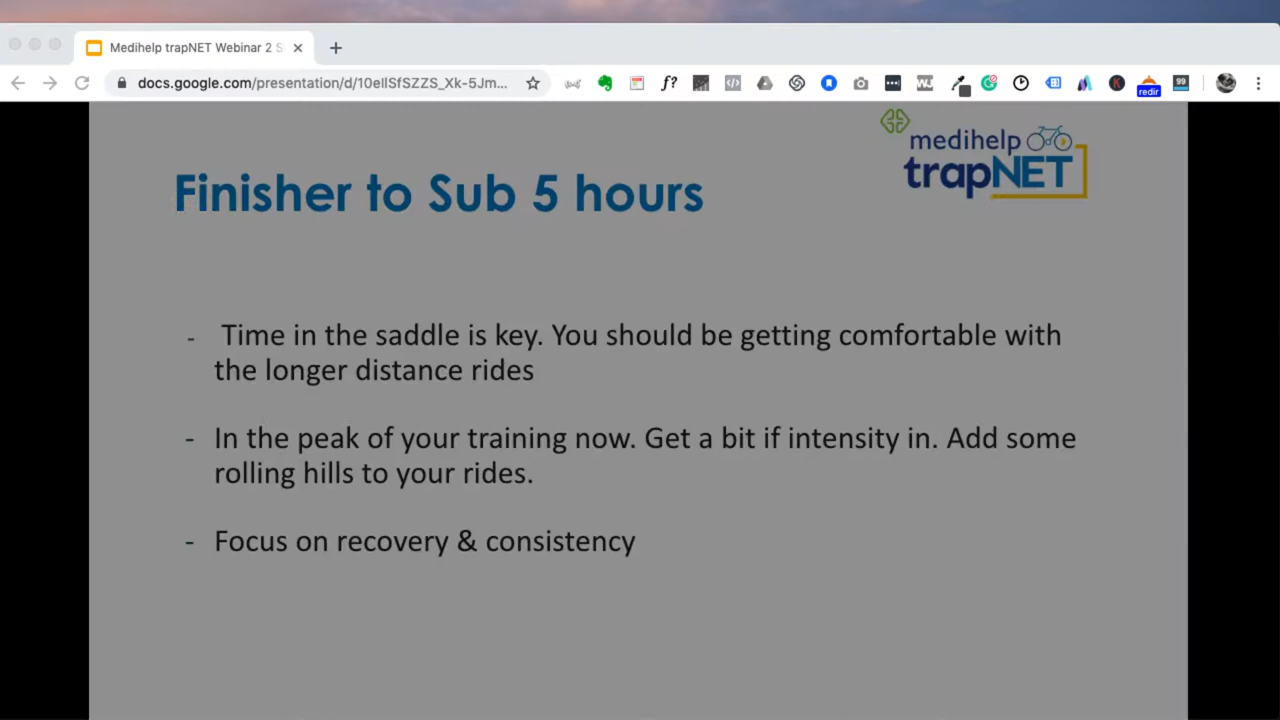 Medihelp trapNET Webinar 2 S
docs.google.com/presentation/d/10eIlSfSZZS_Xk-5Jm...
f?
99
redir
medihelp
trapNET
Finisher to Sub 5 hours
- Time in the saddle is key. You should be getting comfortable with
the longer distance rides
- In the peak of your training now. Get a bit if intensity in. Add some
rolling hills to your rides.
- Focus on recovery & consistency